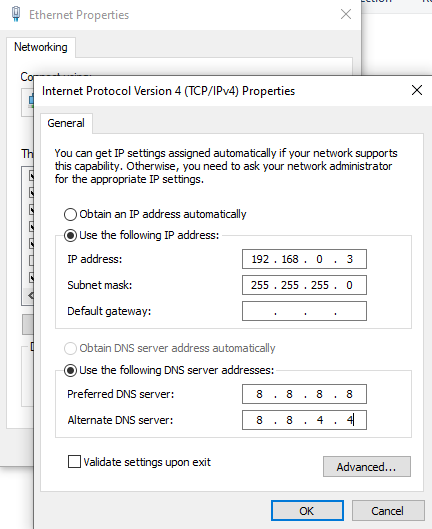 Ethernet Properties
Networking
Internet Protocol Version 4 (TCP/IPv4) Properties
General
You can get IP settings assigned automatically if your network supports
this capability. Otherwise, you need to ask your network administrator
for the appropriate IP settings.
Obtain an IP address automatically
Use the following IP address:
IP address: 192 . 168 . 0 . 3
Subnet mask: 255 . 255 . 255 . 0
Default gateway: . . .
Obtain DNS server address automatically
Use the following DNS server addresses:
Preferred DNS server: 8 . 8 . 8 . 8
Alternate DNS server: 8 . 8 . 4 . 4
Validate settings upon exit
Advanced...
OK Cancel